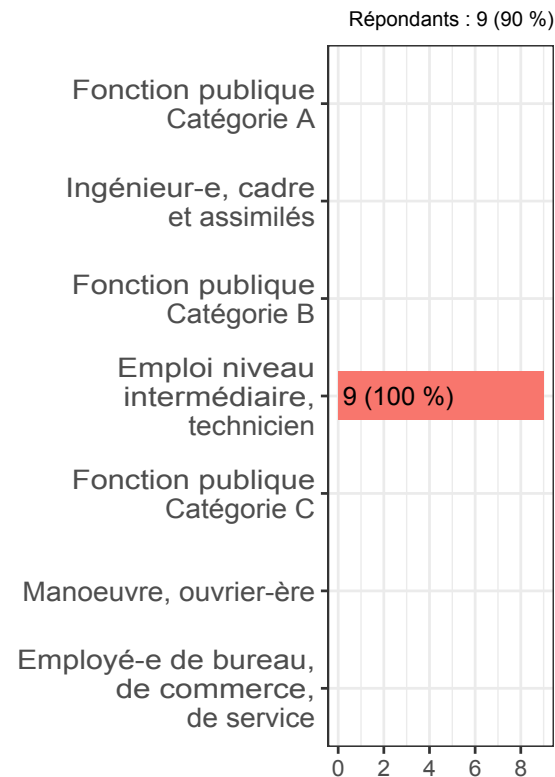 Répondants : 9 (90 %)
Fonction publique
Catégorie A
Ingénieur-e, cadre
et assimilés
Fonction publique
Catégorie B
Emploi niveau
intermédiaire,
technicien
9 (100 %)
Fonction publique
Catégorie C
Manoeuvre, ouvrier-ère
Employé-e de bureau,
de commerce,
de service
0 2 4 6 8